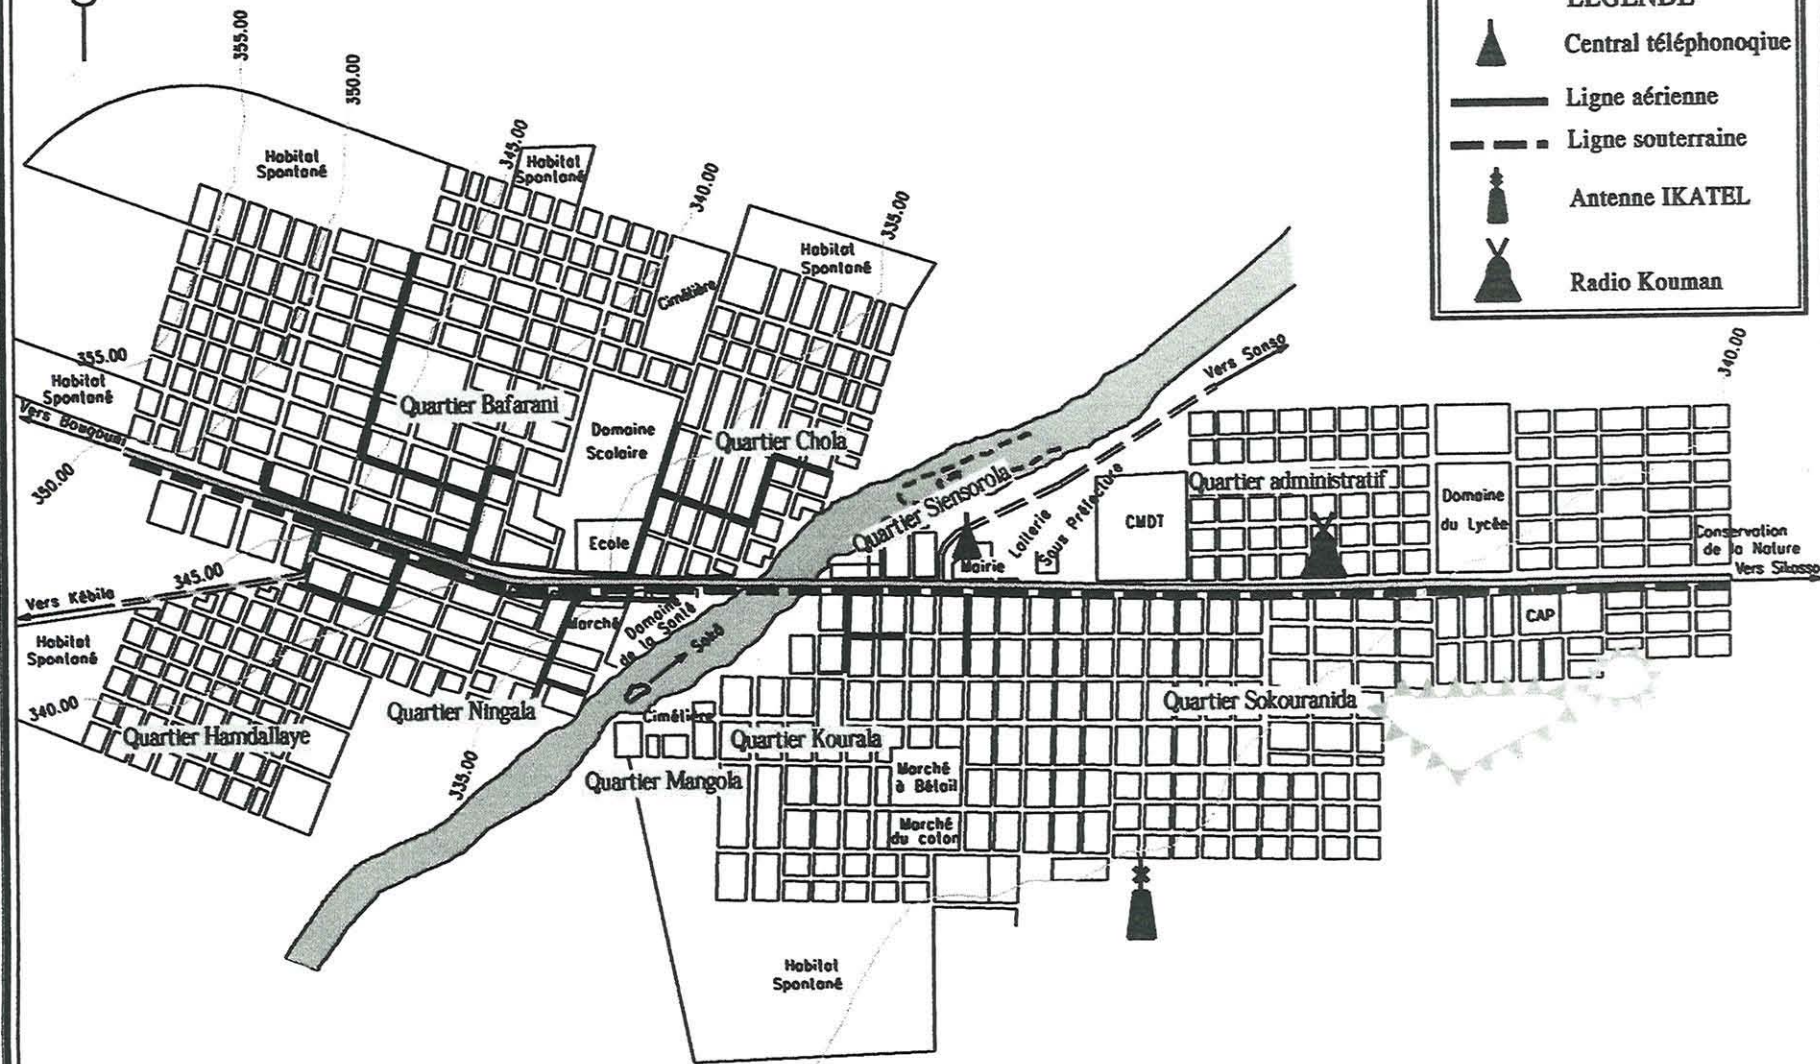 LEGENDE
Central téléphonoqiue
Ligne aérienne
Ligne souterraine
Antenne IKATEL
Radio Kouman
355.00
350.00
345.00
340.00
335.00
Habitat
Spontané
Habitat
Spontané
Habitat
Spontané
Cimétière
340.00
355.00
Habitat
Spontané
Vers Bougouni
350.00
Quartier Bafarani
Domaine
Scolaire
Quartier Chola
Vers Sanso
Quartier Siensorola
Quartier administratif
Domaine
du Lycée
CMDT
Laiterie
Sous Préfecture
Mairie
Ecole
Conservation
de la Nature
Vers Sikasso
345.00
Vers Kébila
Habitat
Spontané
Marché
Domaine
de la Santé
CAP
340.00
Quartier Ningala
Quartier Hamdallaye
335.00
Cimétière
Quartier Kourala
Quartier Mangola
Quartier Sokouranida
Marché
à Bétail
Marché
du coton
Habitat
Spontané